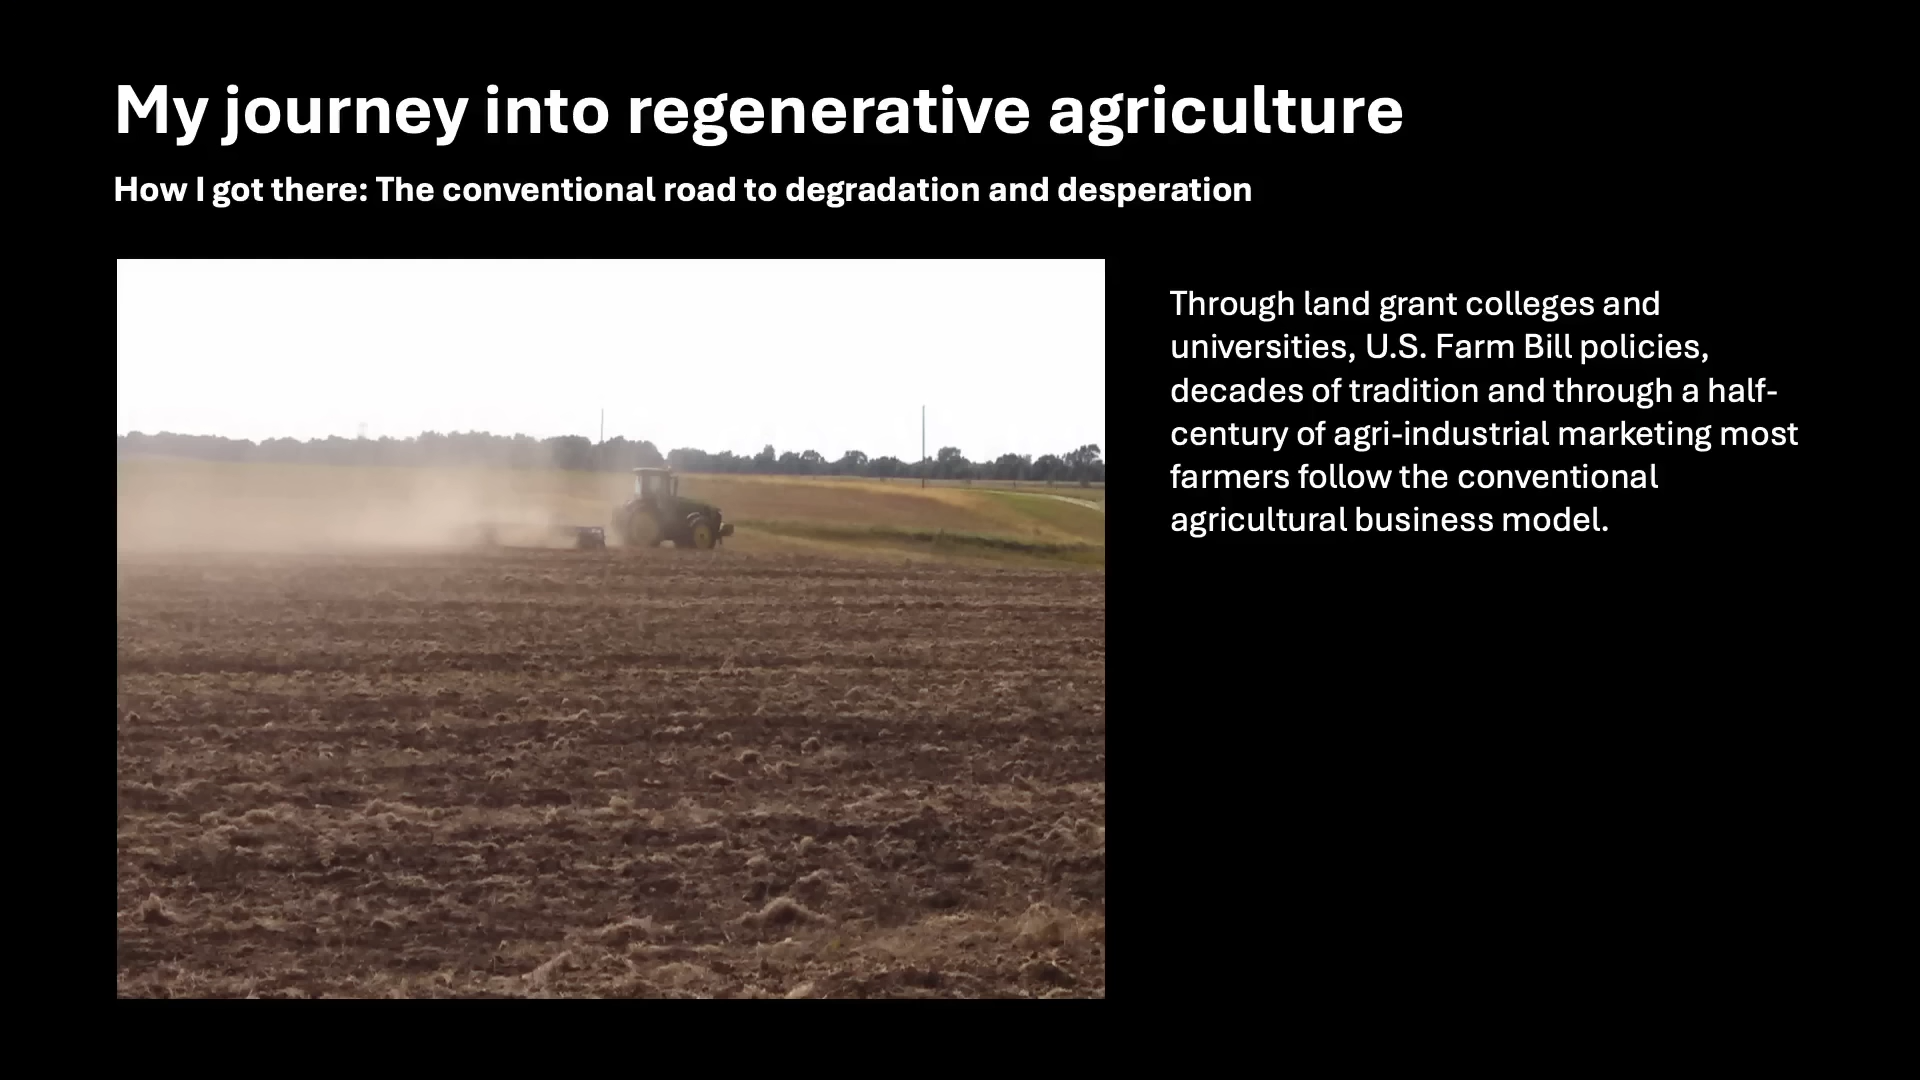 My journey into regenerative agriculture
How I got there: The conventional road to degradation and desperation
Through land grant colleges and
universities, U.S. Farm Bill policies,
decades of tradition and through a half-
century of agri-industrial marketing most
farmers follow the conventional
agricultural business model.